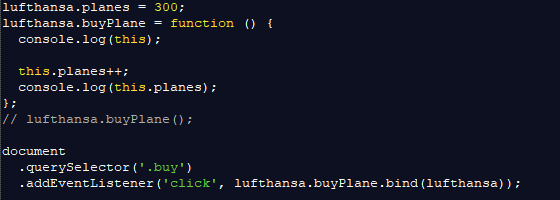 lufthansa.planes = 300;
lufthansa.buyPlane = function () {
  console.log(this);

  this.planes++;
  console.log(this.planes);
};
// lufthansa.buyPlane();

document
  .querySelector('.buy')
  .addEventListener('click', lufthansa.buyPlane.bind(lufthansa));